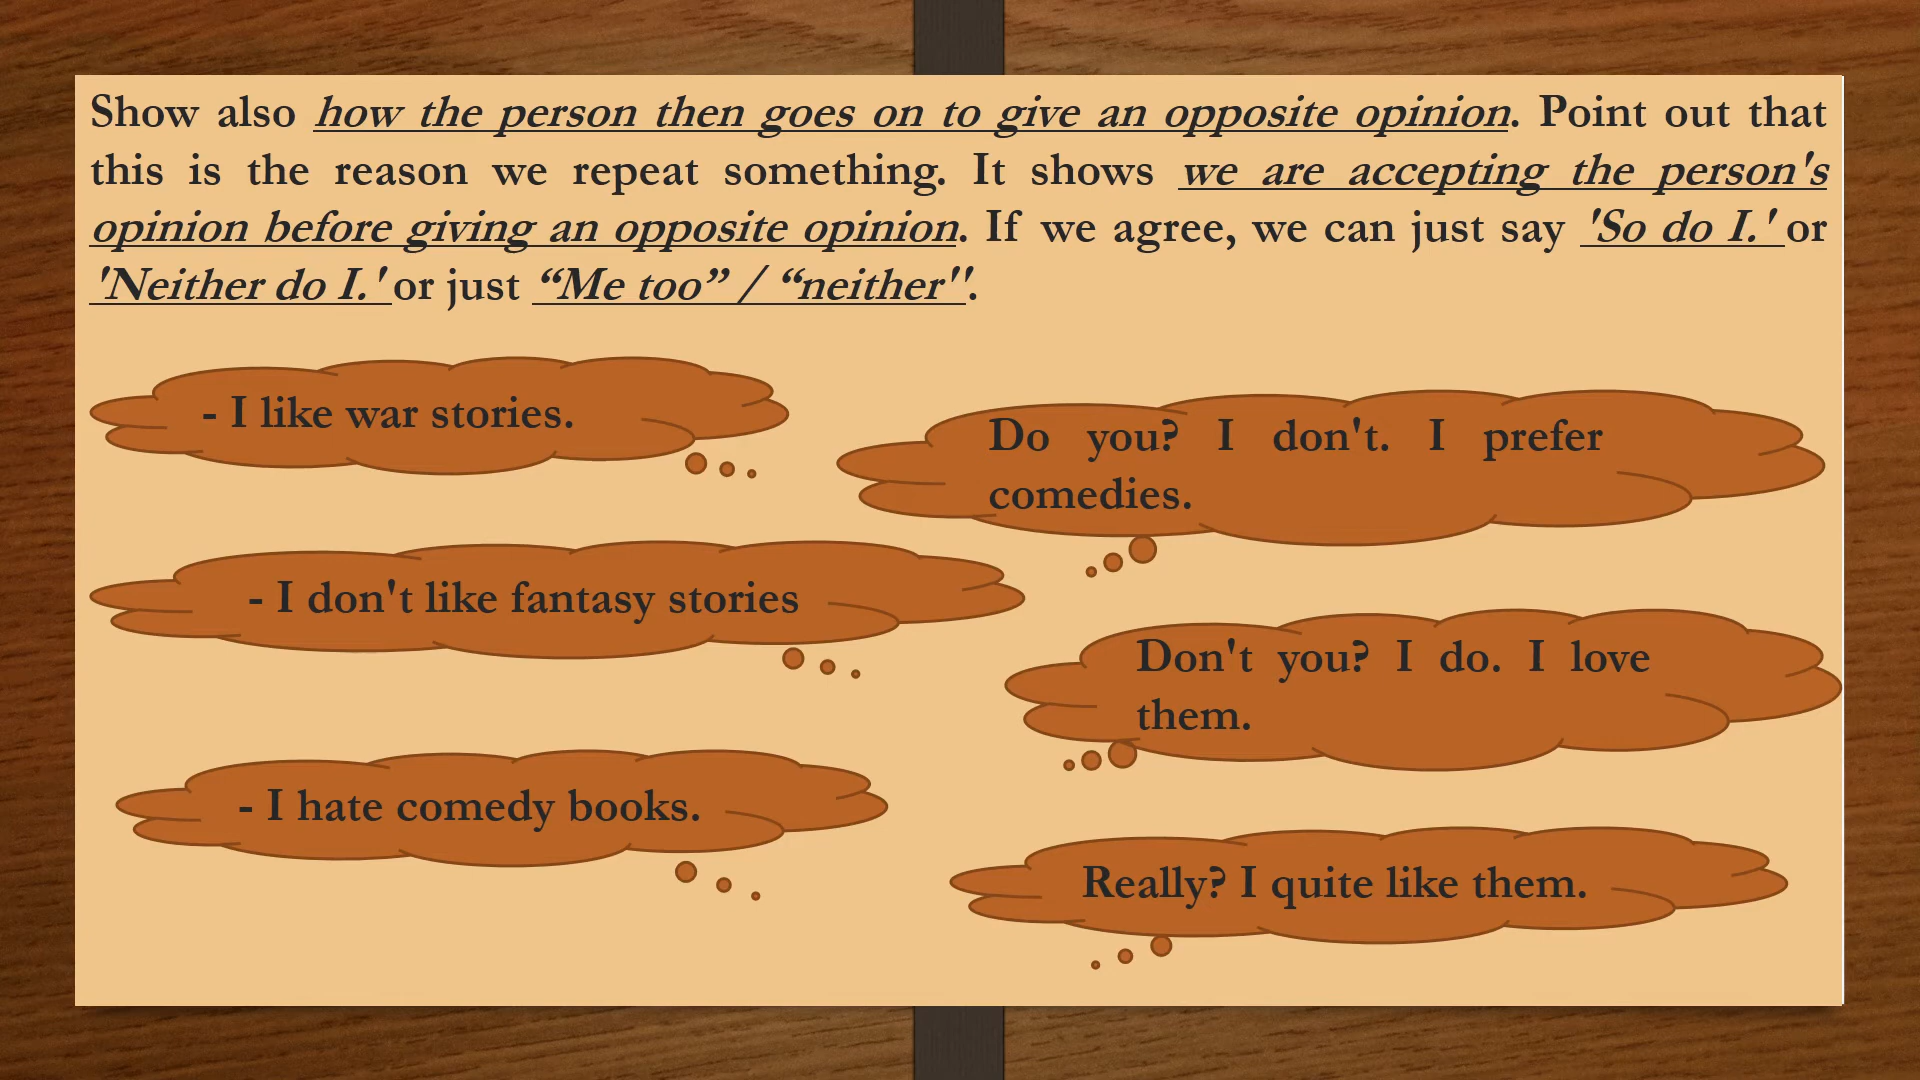 Show also how the person then goes on to give an opposite opinion. Point out that
this is the reason we repeat something. It shows we are accepting the person's
opinion before giving an opposite opinion. If we agree, we can just say 'So do I.' or
'Neither do I.' or just “Me too” / “neither".
- I like war stories.
Do you? I don't. I prefer
comedies.
- I don't like fantasy stories
Don't you? I do. I love
them.
- I hate comedy books.
Really? I quite like them.